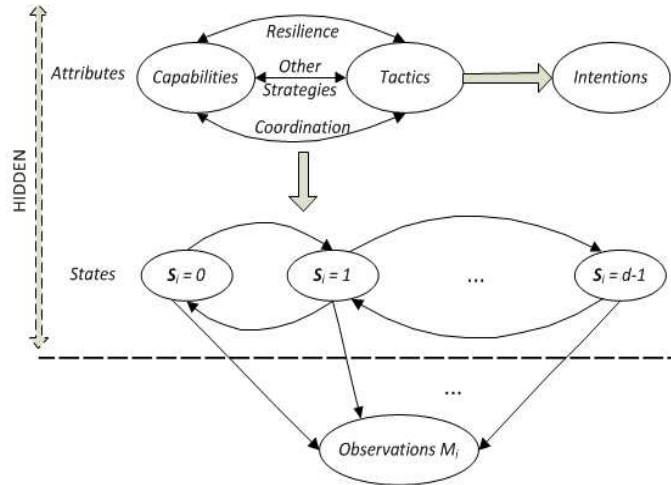 Resilience
Attributes
Capabilities
Other
Strategies
Tactics
Intentions
Coordination
HIDDEN
States
S_i = 0
S_i = 1
...
S_i = d-1
...
Observations M_i